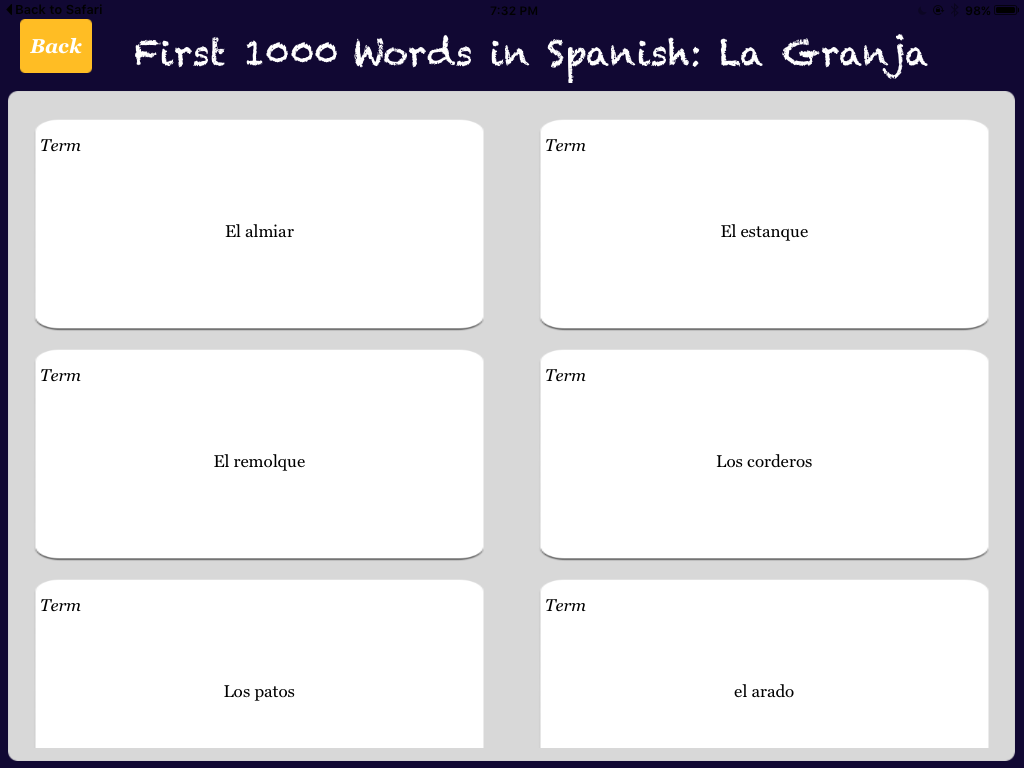 Back to Safari 7:32 PM 98%
Back First 1000 Words in Spanish: La Granja
Term Term
El almiar El estanque
Term Term
El remolque Los corderos
Term Term
Los patos el arado